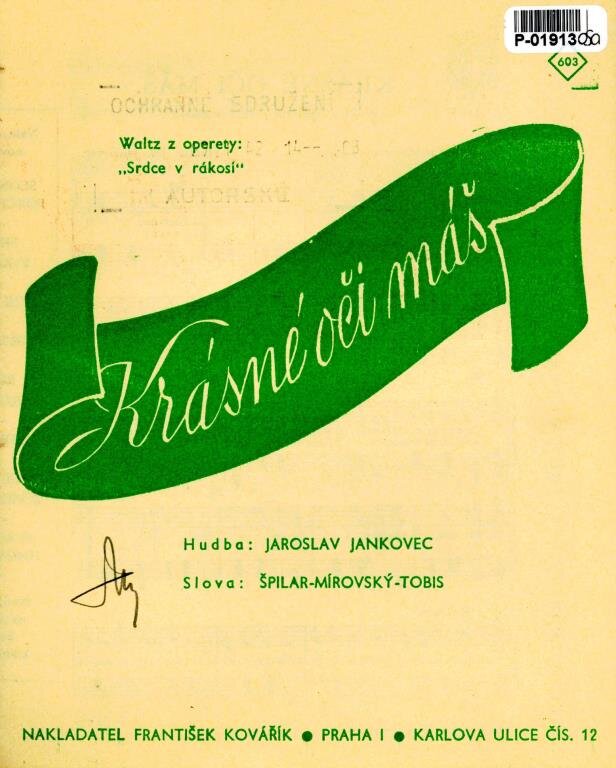 P-01913
603
OCHRANNÉ SDRUŽENÍ
Waltz z operety:
„Srdce v rákosí“
AUTORSKÉ
Krásné oči máš
Hudba: JAROSLAV JANKOVEC
Slova: ŠPILAR-MÍROVSKÝ-TOBIS
NAKLADATEL FRANTIŠEK KOVÁŘÍK ● PRAHA I ● KARLOVA ULICE ČÍS. 12